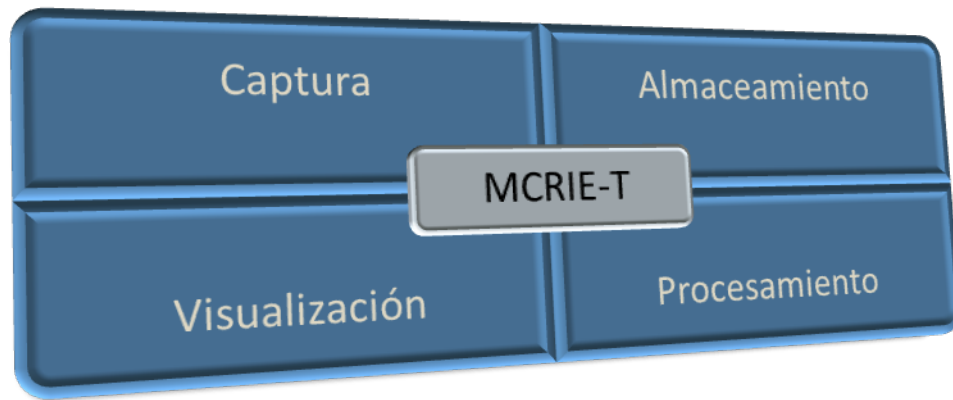 Captura
Almaceamiento
MCRIE-T
Visualización
Procesamiento